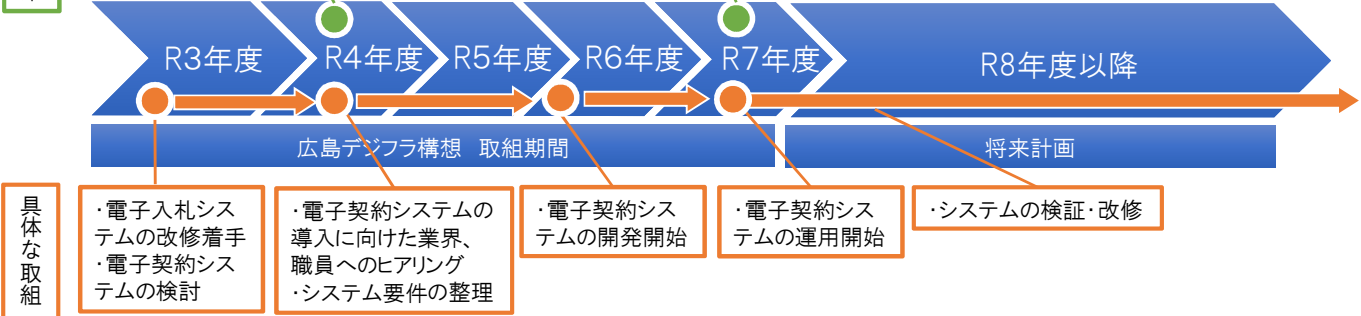 R3年度
R4年度
R5年度
R6年度
R7年度
R8年度以降
広島デジフラ構想 取組期間
将来計画
具体な取組
・電子入札シス
テムの改修着手
・電子契約シス
テムの検討
・電子契約システムの
導入に向けた業界、
職員へのヒアリング
・システム要件の整理
・電子契約シス
テムの開発開始
・電子契約シス
テムの運用開始
・システムの検証・改修